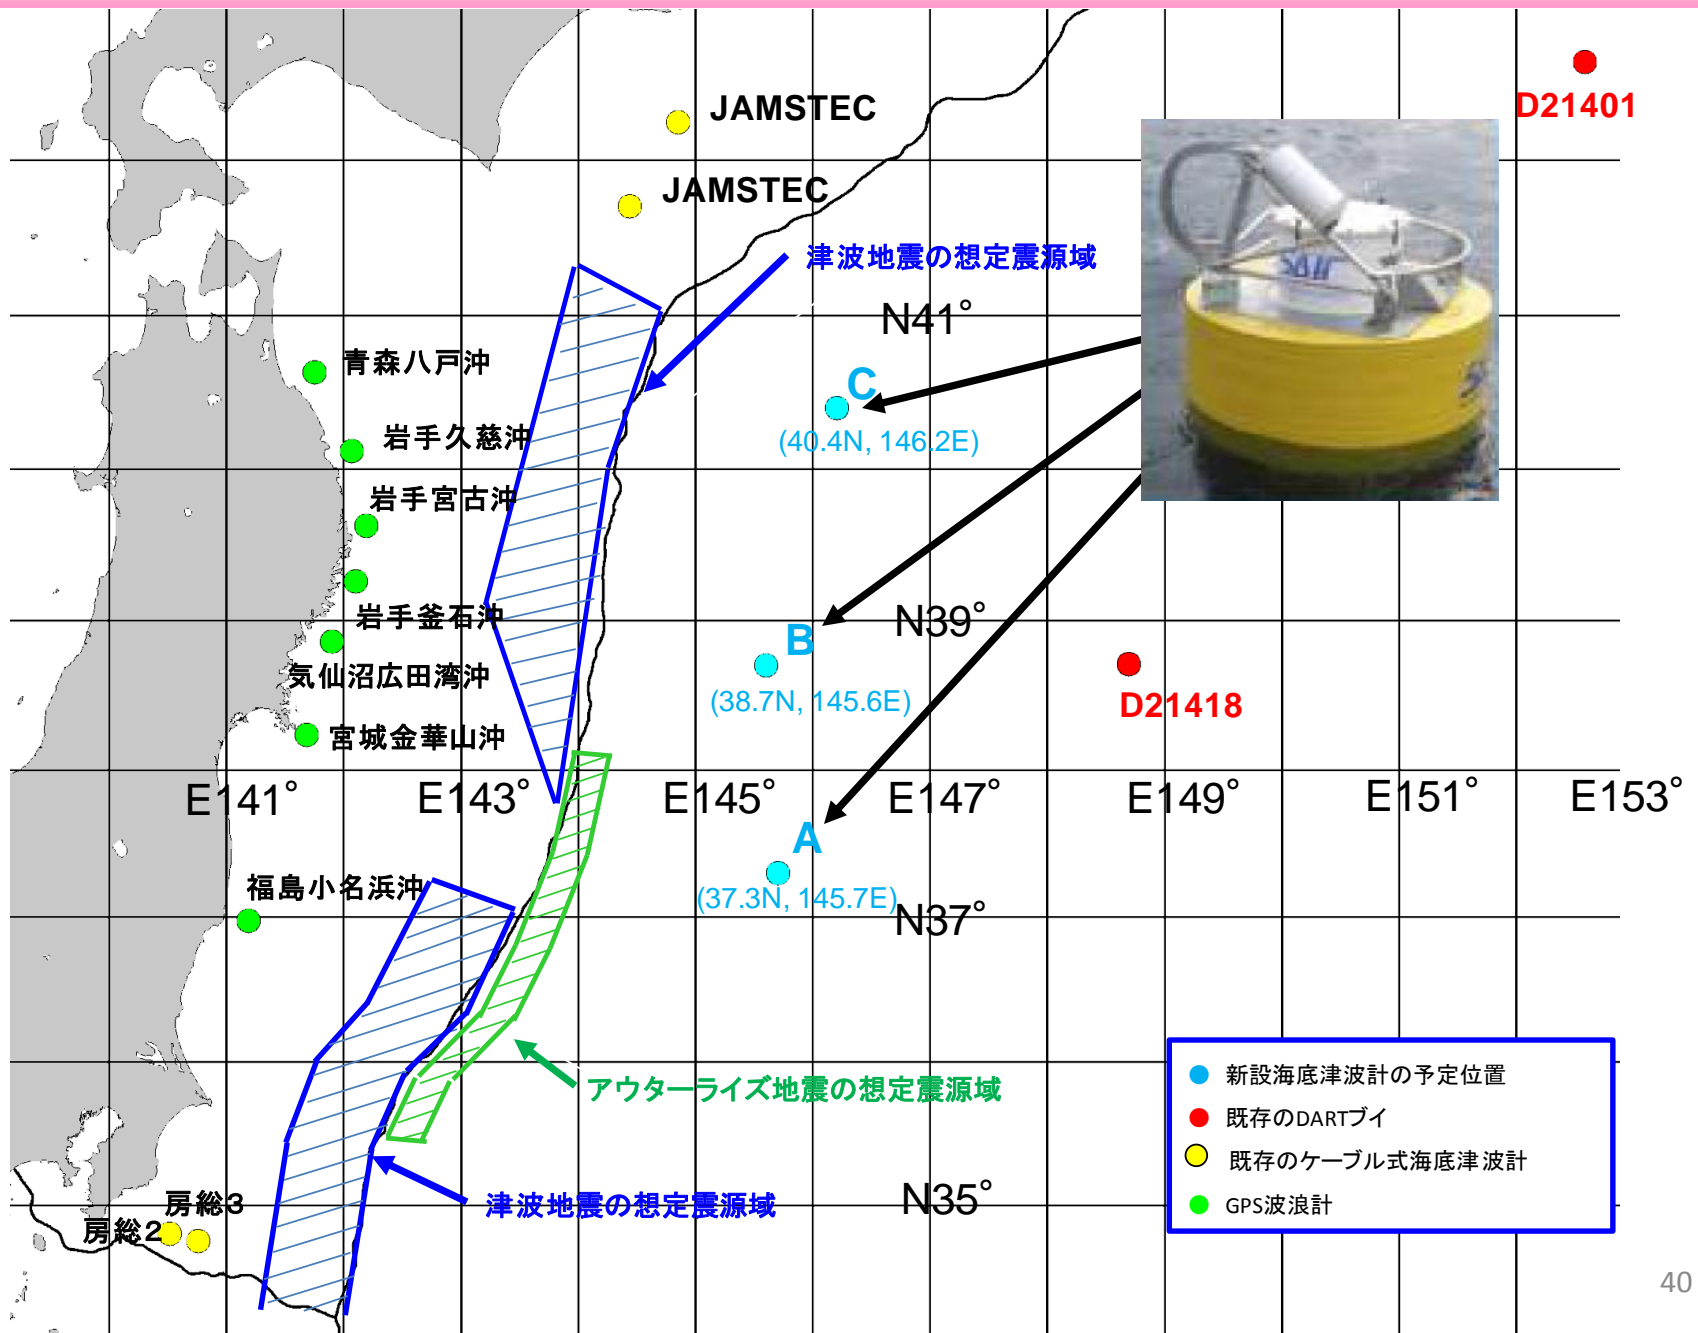 D21401
JAMSTEC
JAMSTEC
津波地震の想定震源域
N41°
青森八戸沖
C
岩手久慈沖
(40.4N, 146.2E)
岩手宮古沖
岩手釜石沖
N39°
B
気仙沼広田湾沖
(38.7N, 145.6E)
D21418
宮城金華山沖
E141°
E143°
E145°
E147°
E149°
E151°
E153°
A
福島小名浜沖
(37.3N, 145.7E)
N37°
アウターライズ地震の想定震源域
新設海底津波計の予定位置
既存のDARTブイ
既存のケーブル式海底津波計
GPS波浪計
津波地震の想定震源域
N35°
房総3
房総2
40